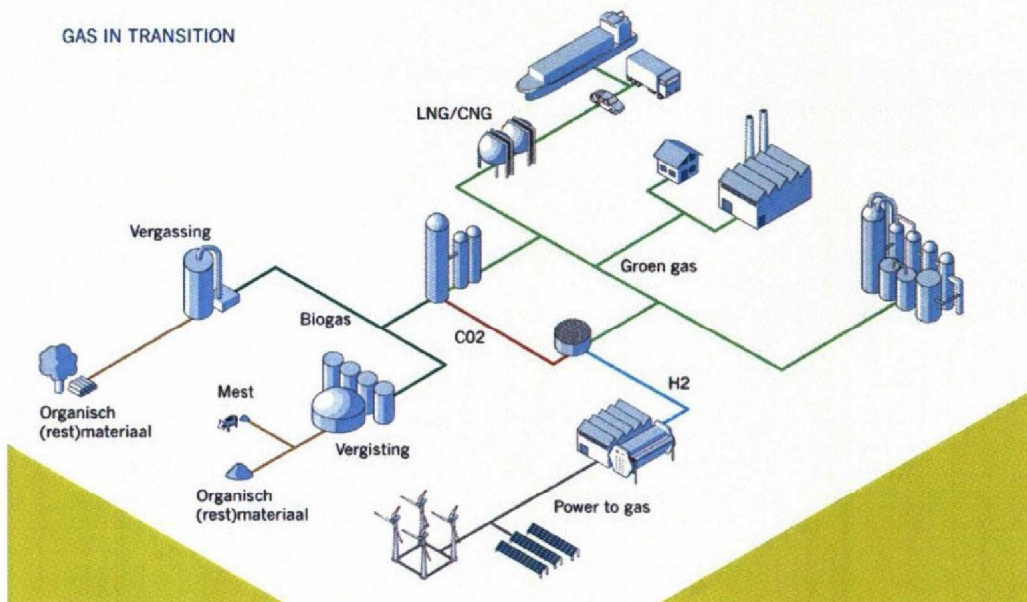 GAS IN TRANSITION
LNG/CNG
Vergassing
Groen gas
Biogas
CO2
H2
Mest
Organisch
(rest)materiaal
Vergisting
Organisch
(rest)materiaal
Power to gas